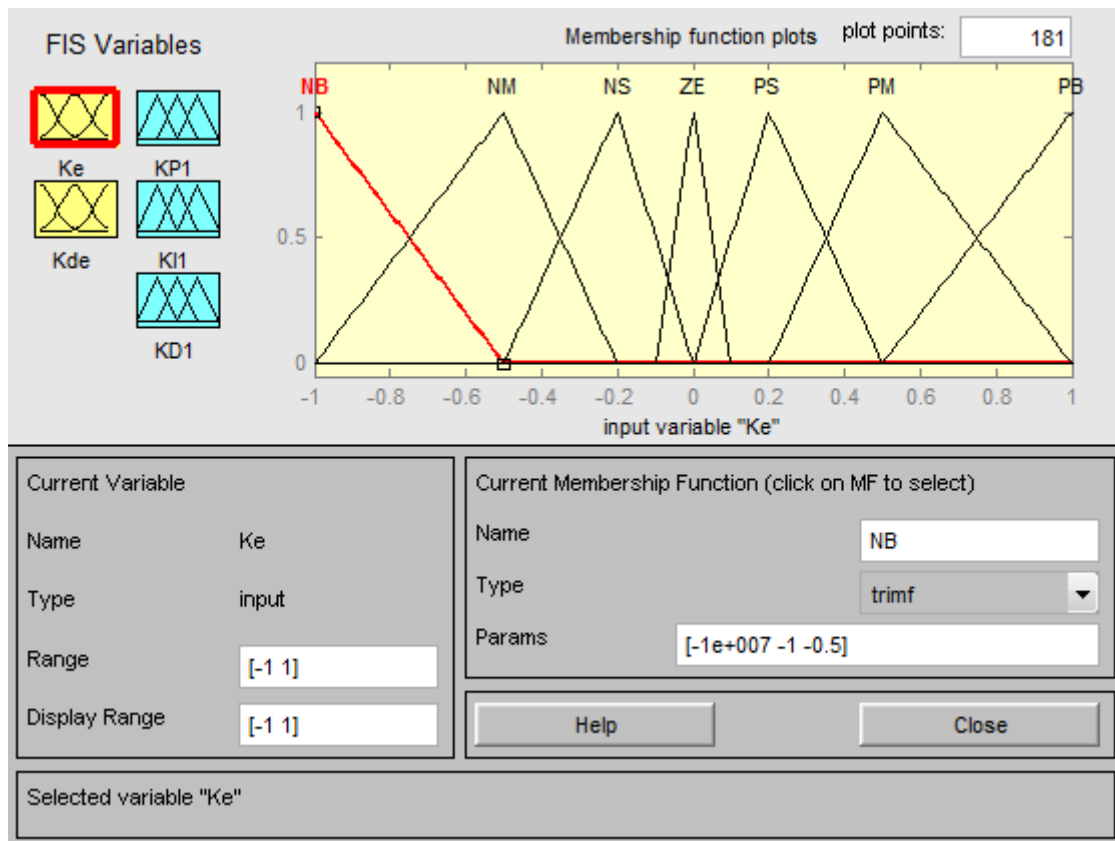 FIS Variables
Membership function plots
plot points:
181
Ke
KP1
Kde
KI1
KD1
NB
NM
NS
ZE
PS
PM
PB
1
0.5
0
-1
-0.8
-0.6
-0.4
-0.2
0
0.2
0.4
0.6
0.8
1
input variable "Ke"
Current Variable
Name
Ke
Type
input
Range
[-1 1]
Display Range
[-1 1]
Current Membership Function (click on MF to select)
Name
NB
Type
trimf
Params
[-1e+007 -1 -0.5]
Help
Close
Selected variable "Ke"